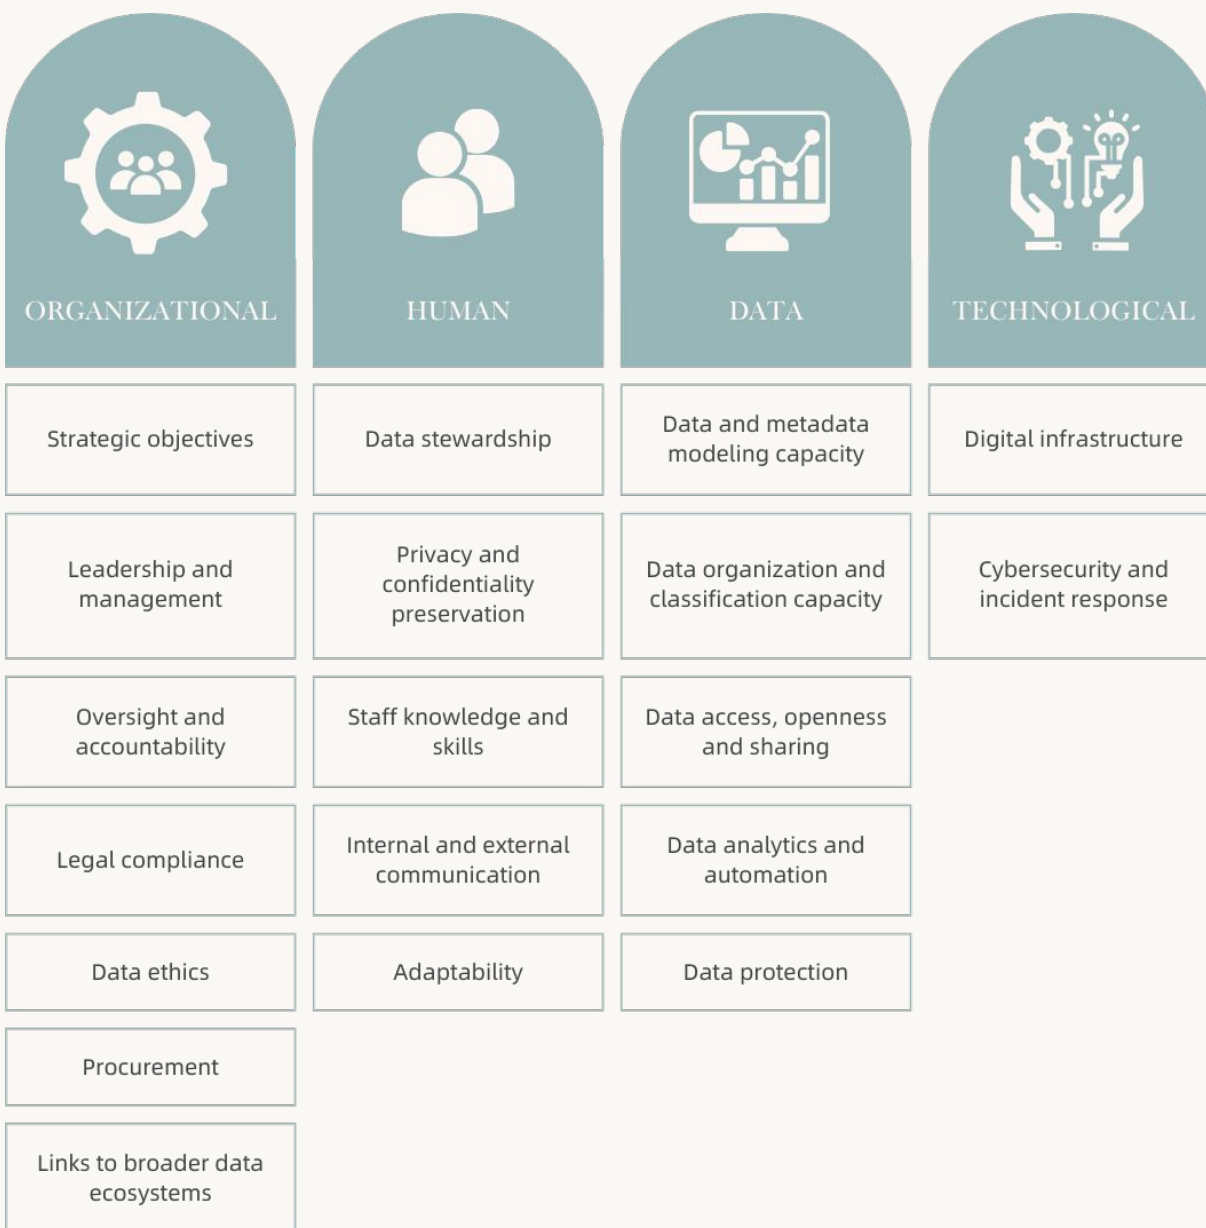 ORGANIZATIONAL
Strategic objectives
Leadership and
management
Oversight and
accountability
Legal compliance
Data ethics
Procurement
Links to broader data
ecosystems
HUMAN
Data stewardship
Privacy and
confidentiality
preservation
Staff knowledge and
skills
Internal and external
communication
Adaptability
DATA
Data and metadata
modeling capacity
Data organization and
classification capacity
Data access, openness
and sharing
Data analytics and
automation
Data protection
TECHNOLOGICAL
Digital infrastructure
Cybersecurity and
incident response